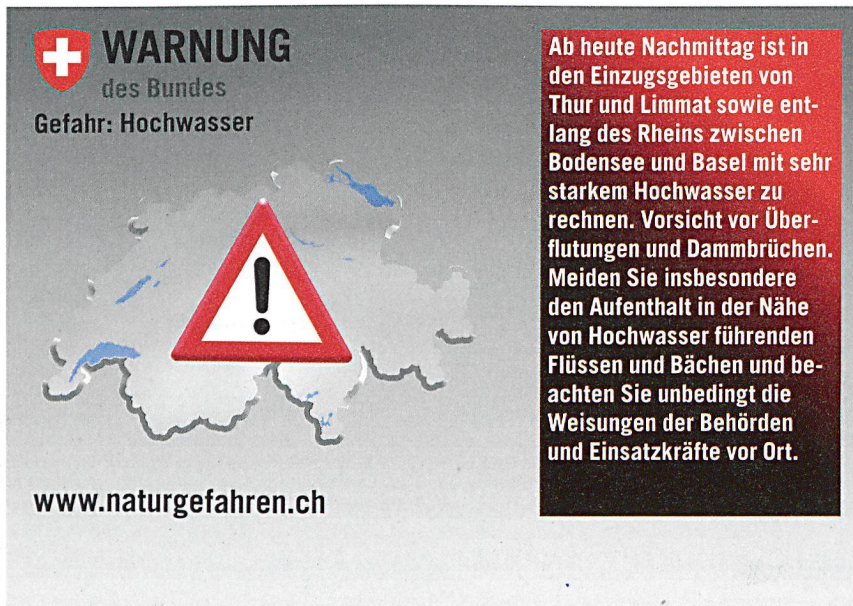 WARNUNG
des Bundes
Gefahr: Hochwasser
Ab heute Nachmittag ist in
den Einzugsgebieten von
Thur und Limmat sowie ent-
lang des Rheins zwischen
Bodensee und Basel mit sehr
starkem Hochwasser zu
rechnen. Vorsicht vor Über-
flutungen und Dammbrüchen.
Meiden Sie insbesondere
den Aufenthalt in der Nähe
von Hochwasser führenden
Flüssen und Bächen und be-
achten Sie unbedingt die
Weisungen der Behörden
und Einsatzkräfte vor Ort.
www.naturgefahren.ch